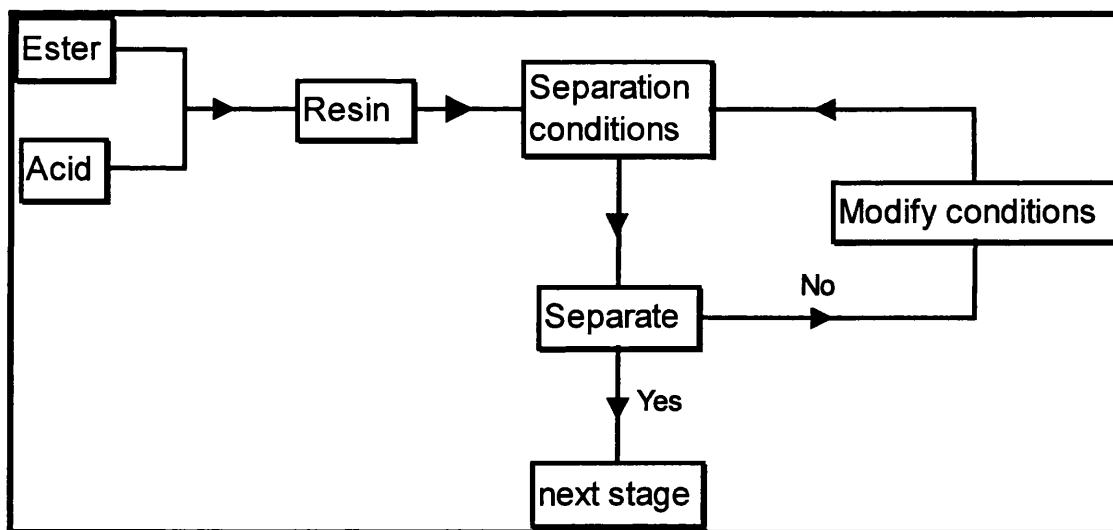 Ester
Acid
Resin
Separation
conditions
Modify conditions
Separate
No
Yes
next stage